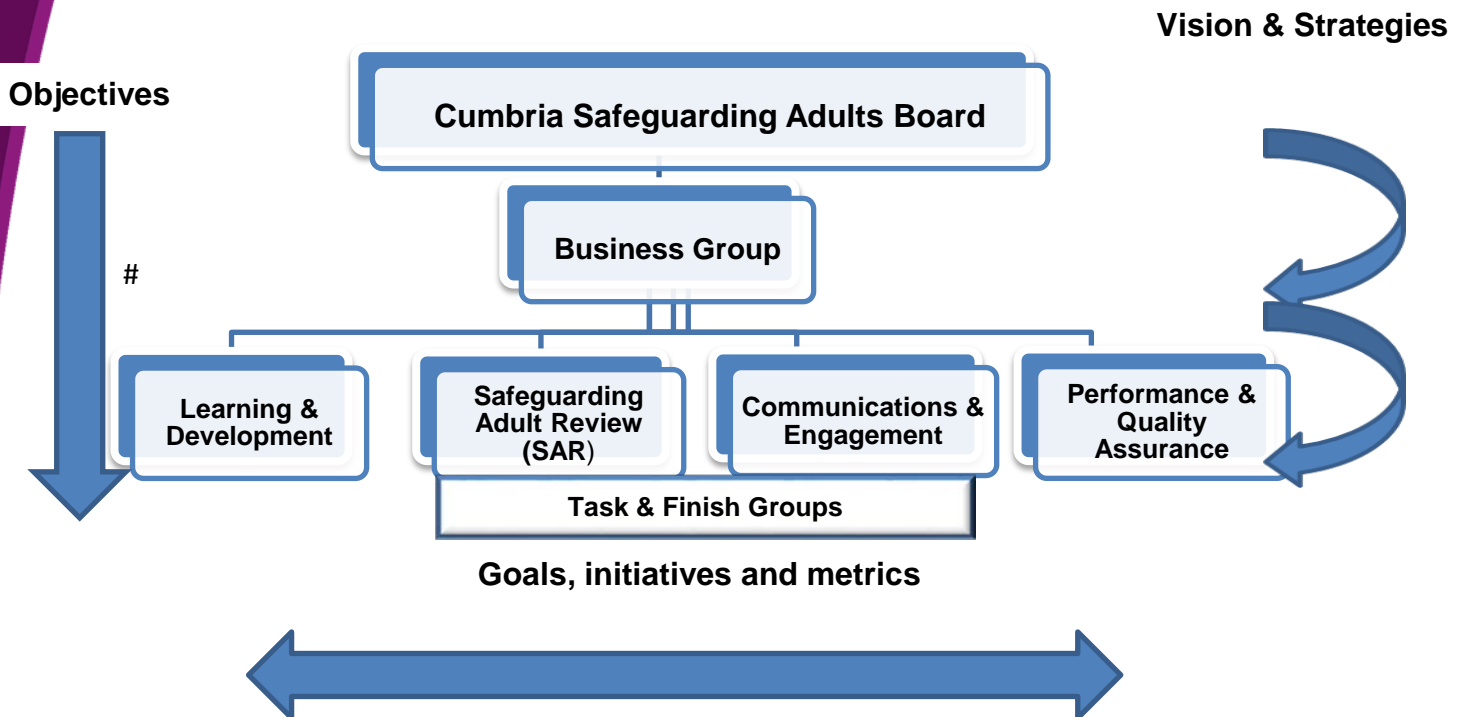 Vision & Strategies
Objectives
Cumbria Safeguarding Adults Board
Business Group
#
Learning &
Development
Safeguarding
Adult Review
(SAR)
Communications &
Engagement
Performance &
Quality
Assurance
Task & Finish Groups
Goals, initiatives and metrics